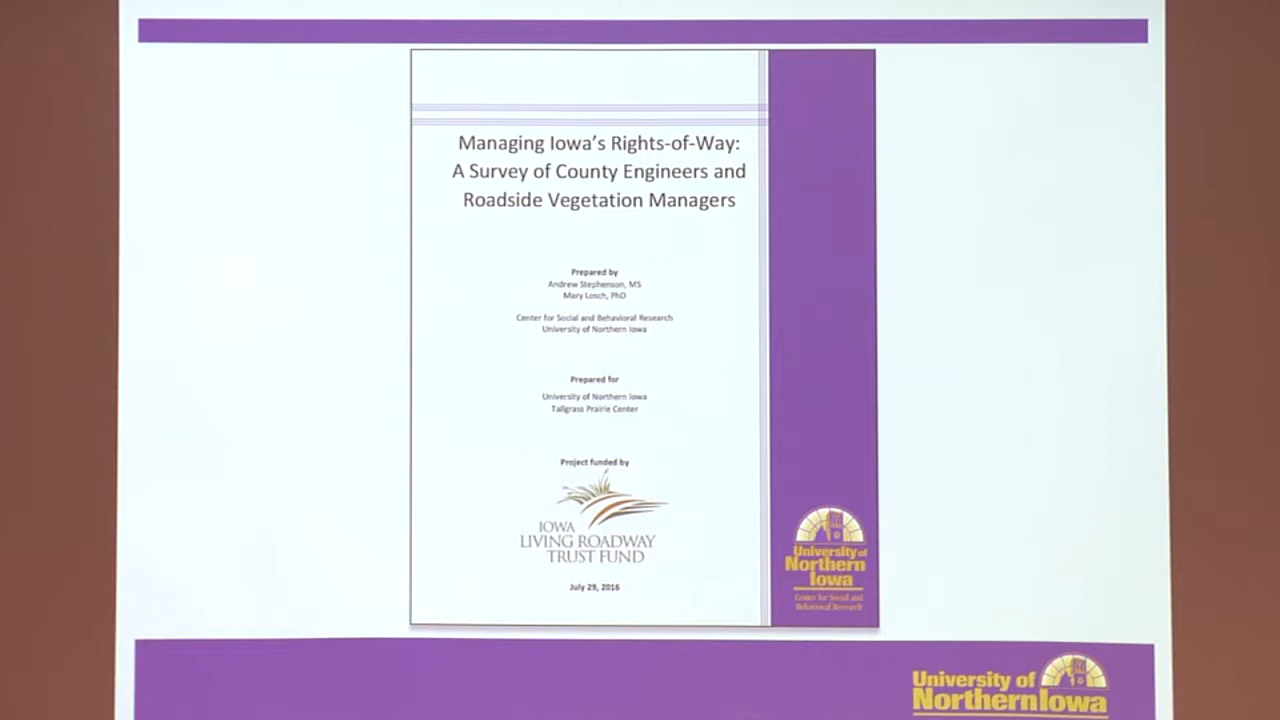 Managing Iowa's Rights-of-Way:
A Survey of County Engineers and
Roadside Vegetation Managers
Prepared by
Andrew Stephenson, MS
Mary Losch, PhD
Center for Social and Behavioral Research
University of Northern Iowa
Prepared for
University of Northern Iowa
Tallgrass Prairie Center
Project funded by
IOWA
LIVING ROADWAY
TRUST FUND
July 29, 2016
University of
Northern
Iowa
Center for Social and
Behavioral Research
University of
NorthernIowa